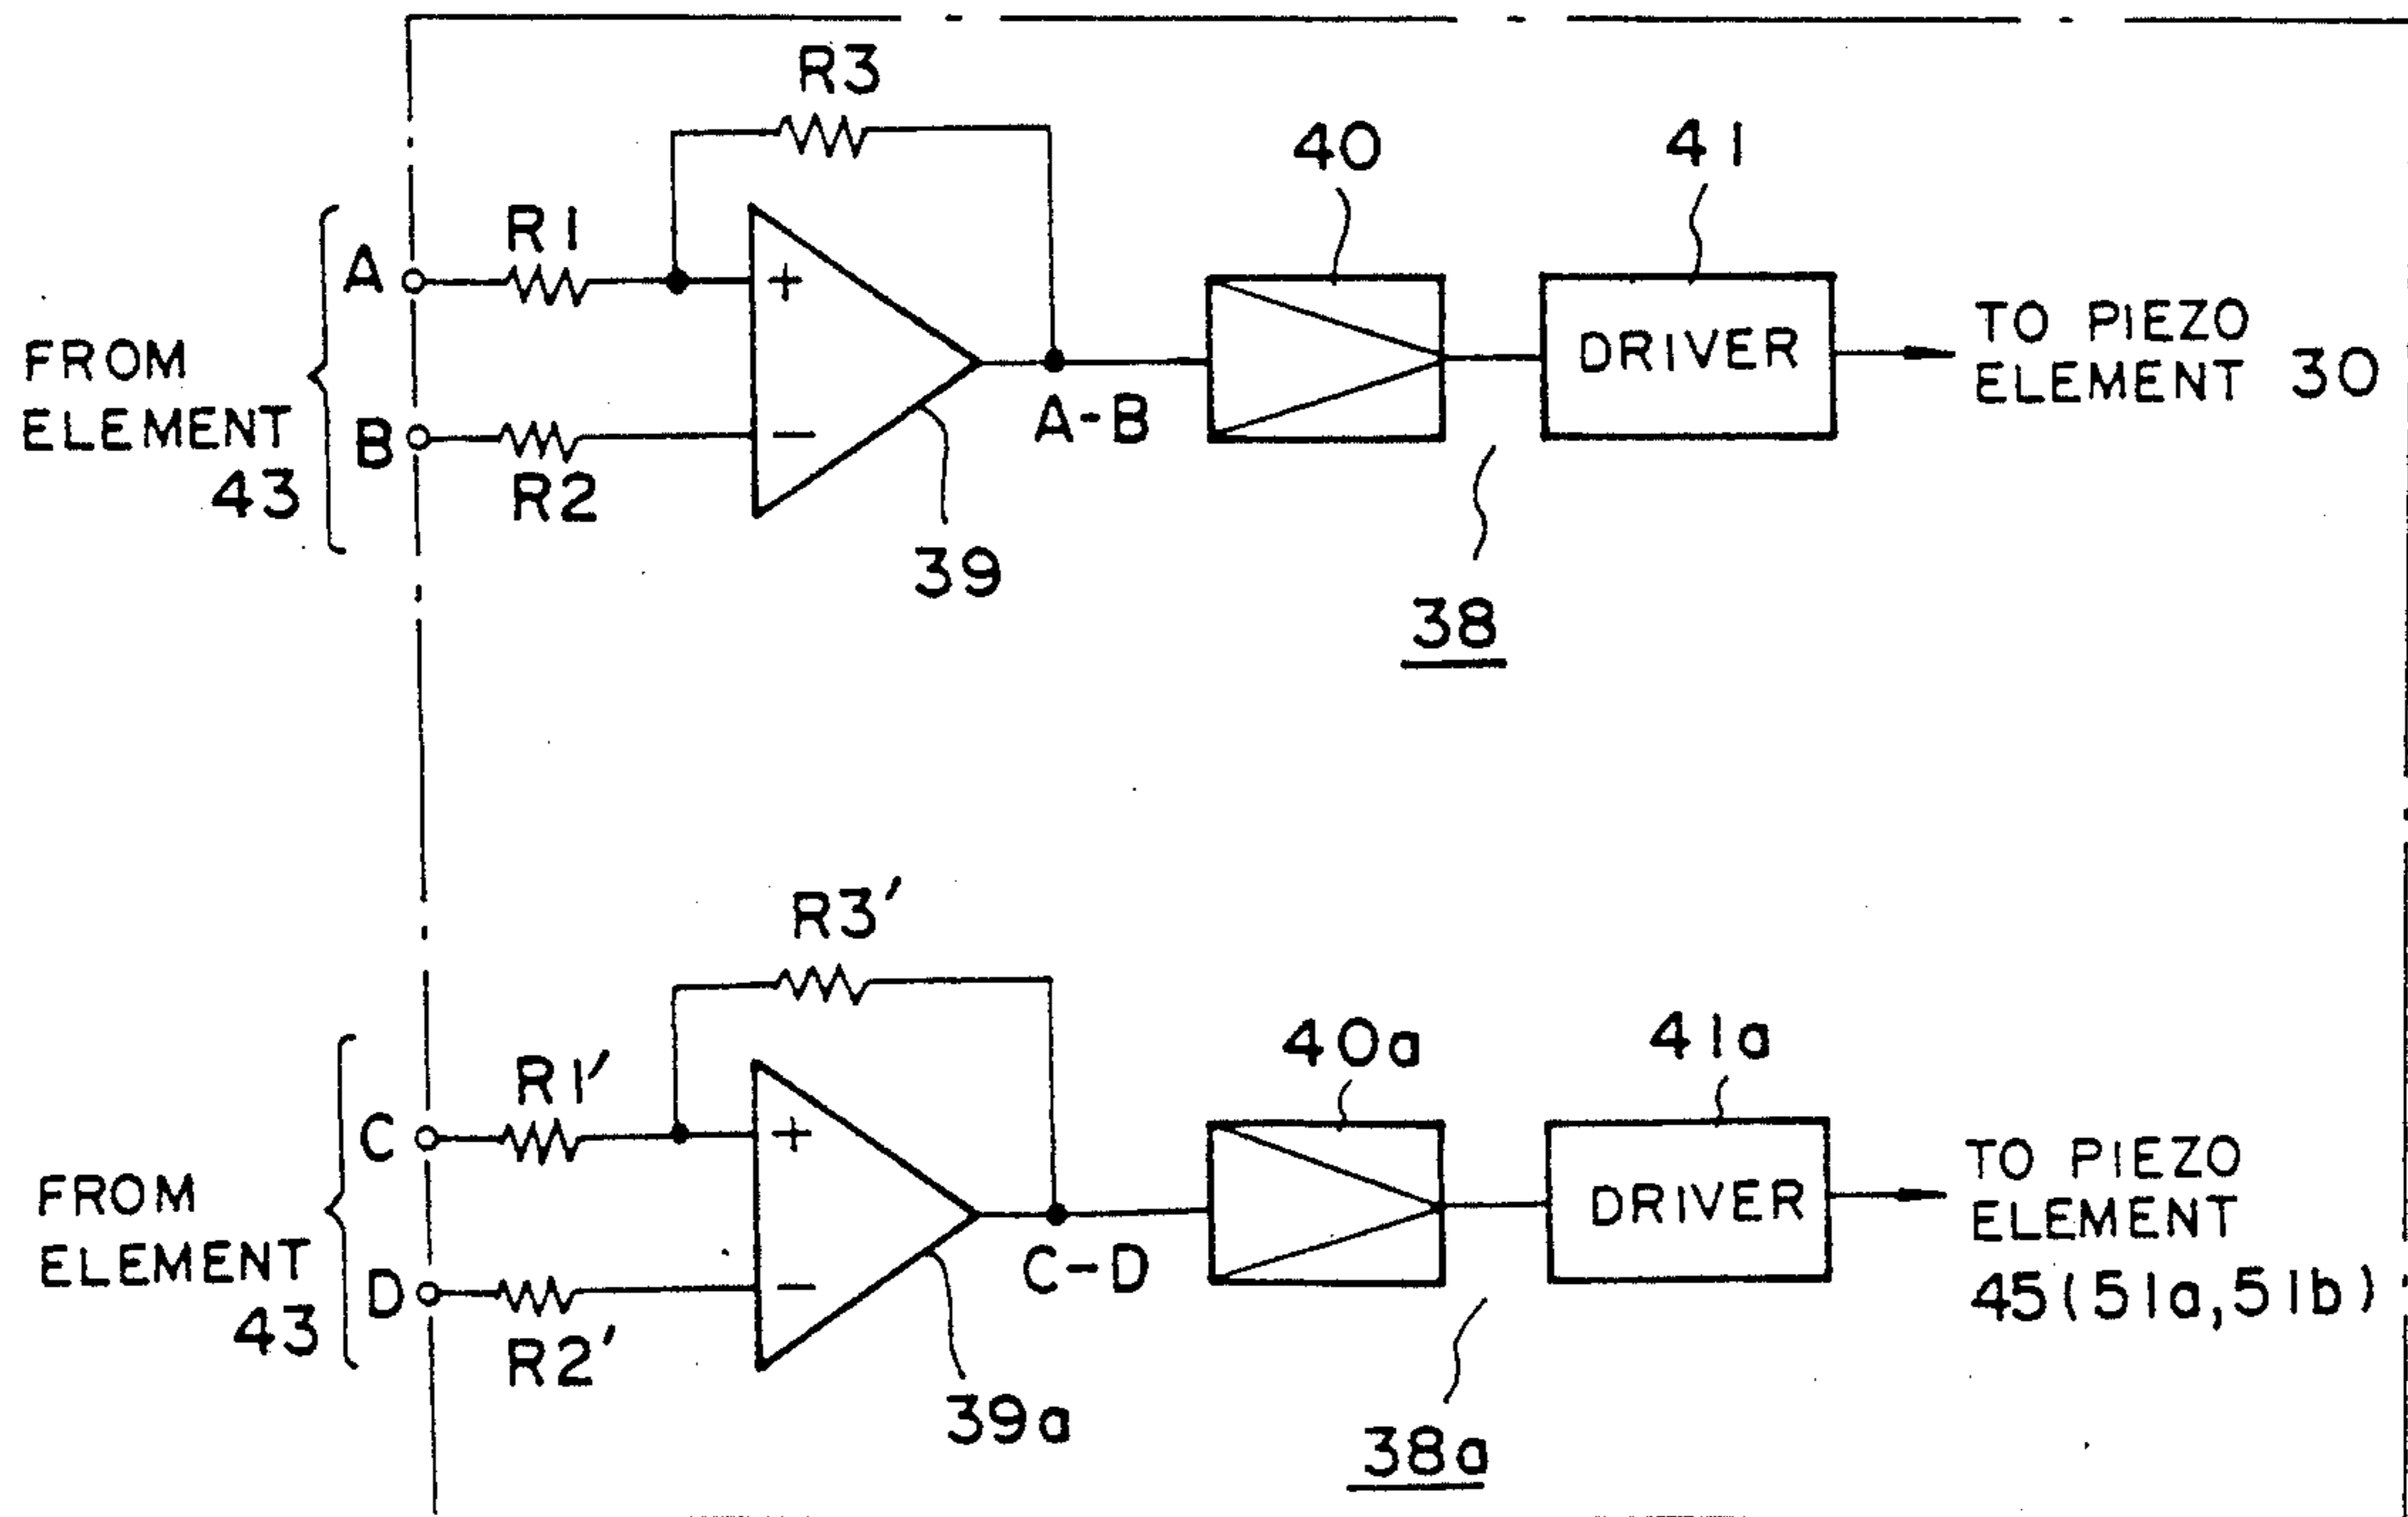 R3
40
41
A
R1
+
FROM
ELEMENT
43
B
R2
−
A-B
DRIVER
TO PIEZO
ELEMENT 30
39
38
R3'
40a
41a
C
R1'
+
FROM
ELEMENT
43
D
R2'
−
C-D
DRIVER
TO PIEZO
ELEMENT
45(51a,51b)
39a
38a